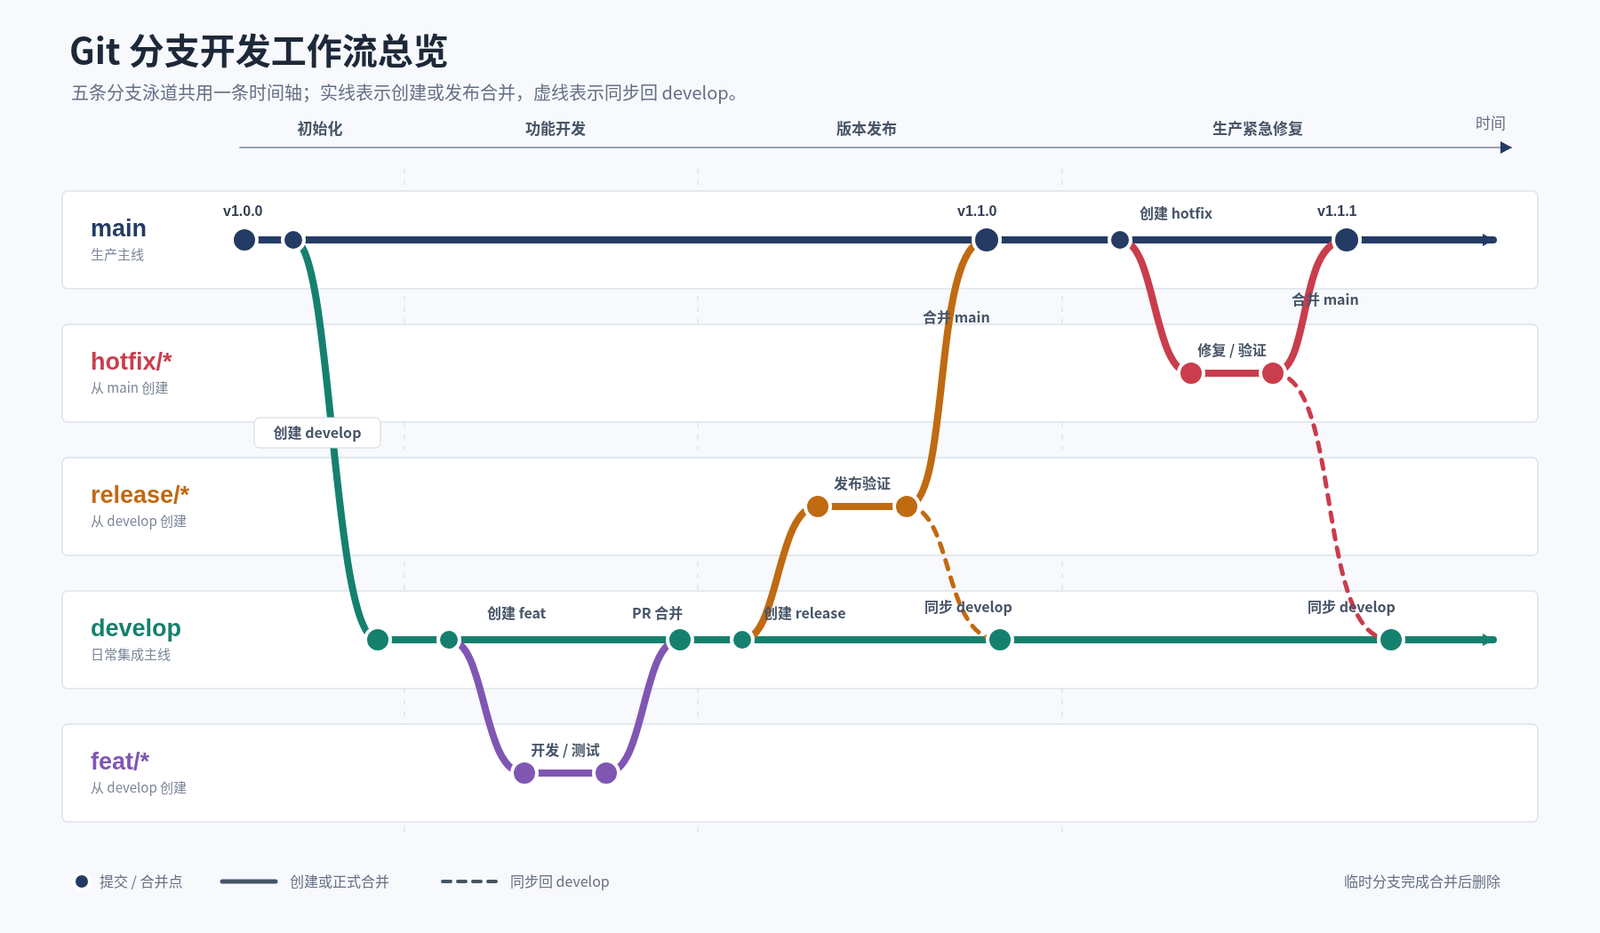 Git 分支开发工作流总览
五条分支泳道共用一条时间轴；实线表示创建或发布合并，虚线表示同步回 develop。
初始化
功能开发
版本发布
生产紧急修复
时间
v1.0.0
v1.1.0
创建 hotfix
v1.1.1
main
生产主线
合并 main
合并 main
hotfix/*
从 main 创建
修复 / 验证
创建 develop
release/*
从 develop 创建
发布验证
创建 feat
PR 合并
创建 release
同步 develop
同步 develop
develop
日常集成主线
feat/*
从 develop 创建
开发 / 测试
提交 / 合并点
创建或正式合并
同步回 develop
临时分支完成合并后删除